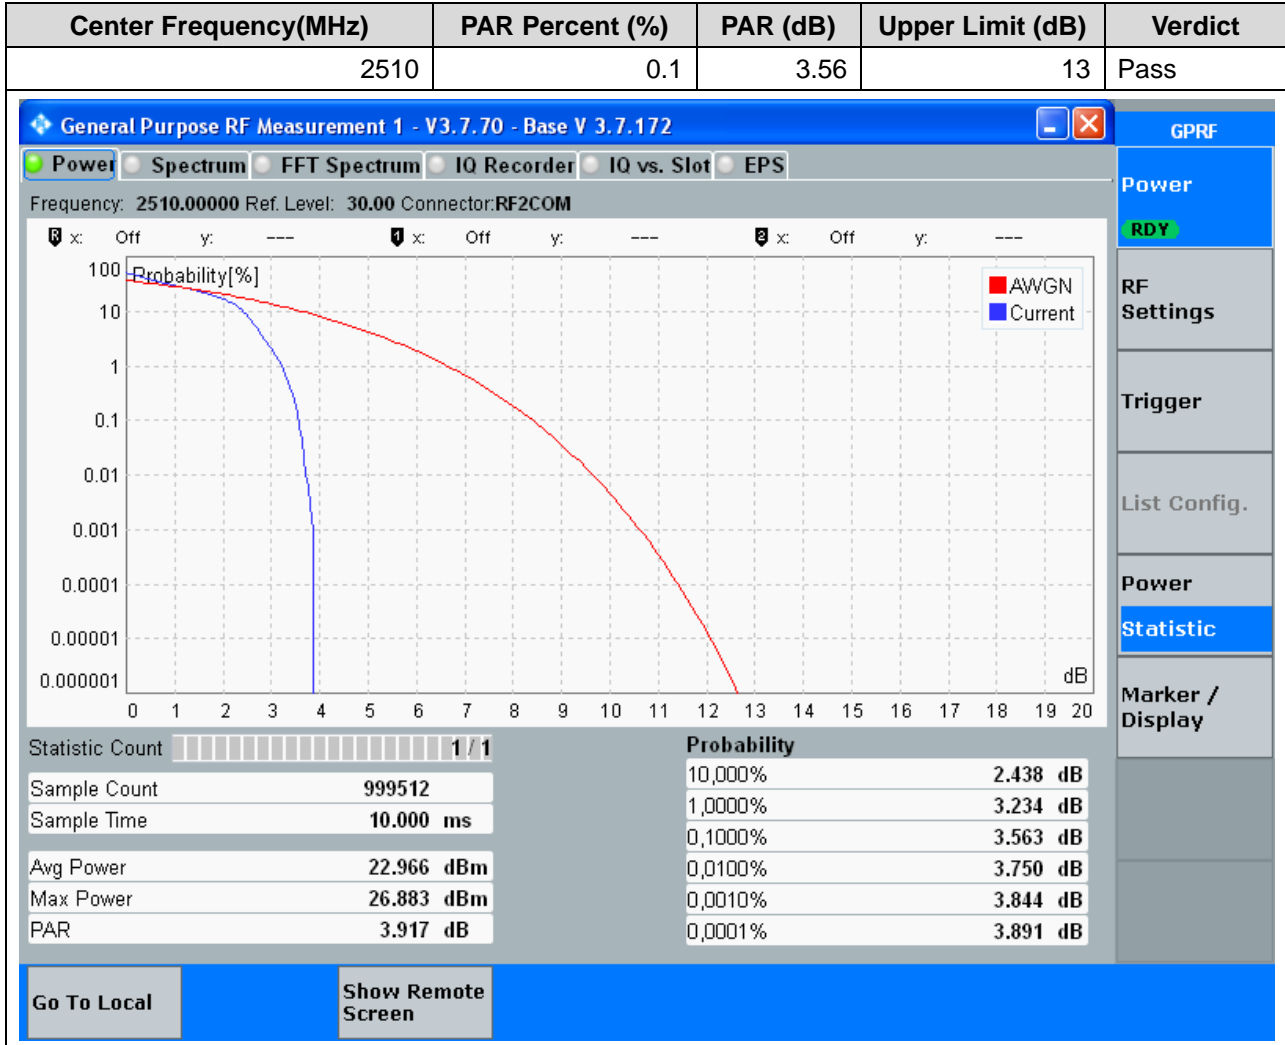 Center Frequency(MHz) PAR Percent (%) PAR (dB) Upper Limit (dB) Verdict
2510 0.1 3.56 13 Pass
General Purpose RF Measurement 1 - V3.7.70 - Base V 3.7.172
GPRF
Power Spectrum FFT Spectrum IQ Recorder IQ vs. Slot EPS
Frequency: 2510.00000 Ref. Level: 30.00 Connector:RF2COM
R x: Off y: --- 1 x: Off y: --- 2 x: Off y: ---
Probability[%]
AWGN
Current
100
10
1
0.1
0.01
0.001
0.0001
0.00001
0.000001
dB
0 1 2 3 4 5 6 7 8 9 10 11 12 13 14 15 16 17 18 19 20
Statistic Count 1 / 1
Sample Count 999512
Sample Time 10.000 ms
Avg Power 22.966 dBm
Max Power 26.883 dBm
PAR 3.917 dB
Probability
10,000% 2.438 dB
1,0000% 3.234 dB
0,1000% 3.563 dB
0,0100% 3.750 dB
0,0010% 3.844 dB
0,0001% 3.891 dB
Power
RDY
RF
Settings
Trigger
List Config.
Power
Statistic
Marker /
Display
Go To Local
Show Remote
Screen